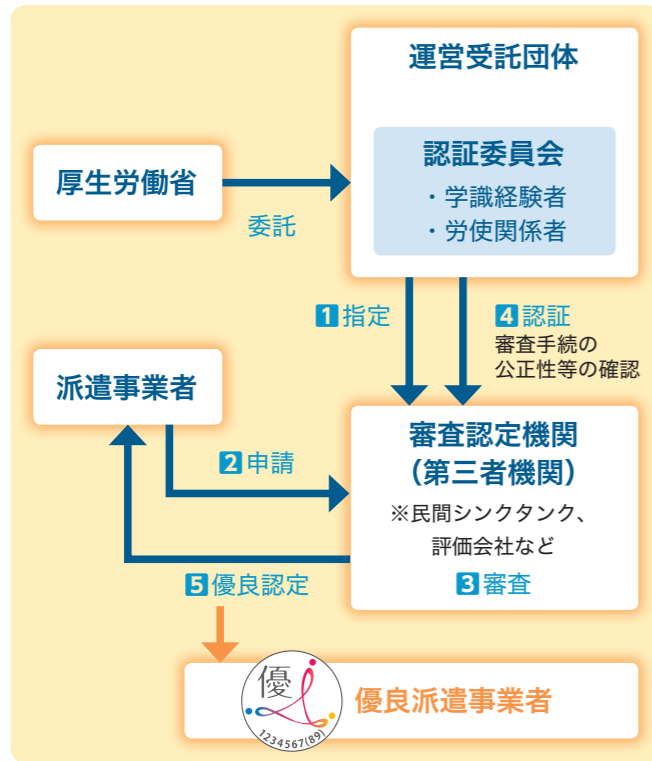 運営受託団体
認証委員会
・学識経験者
・労使関係者
厚生労働省
委託
1指定
4認証
審査手続の
公正性等の確認
派遣事業者
2申請
審査認定機関
（第三者機関）
※民間シンクタンク、
評価会社など
3審査
5優良認定
優
1234567(89)
優良派遣事業者